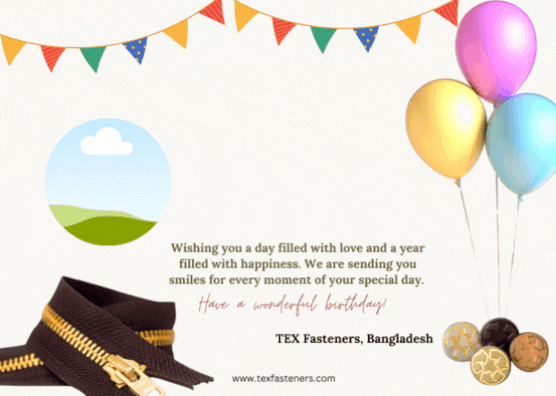 Wishing you a day filled with love and a year
filled with happiness. We are sending you
smiles for every moment of your special day.
Have a wonderful birthday!
TEX Fasteners, Bangladesh
www.texfasteners.com